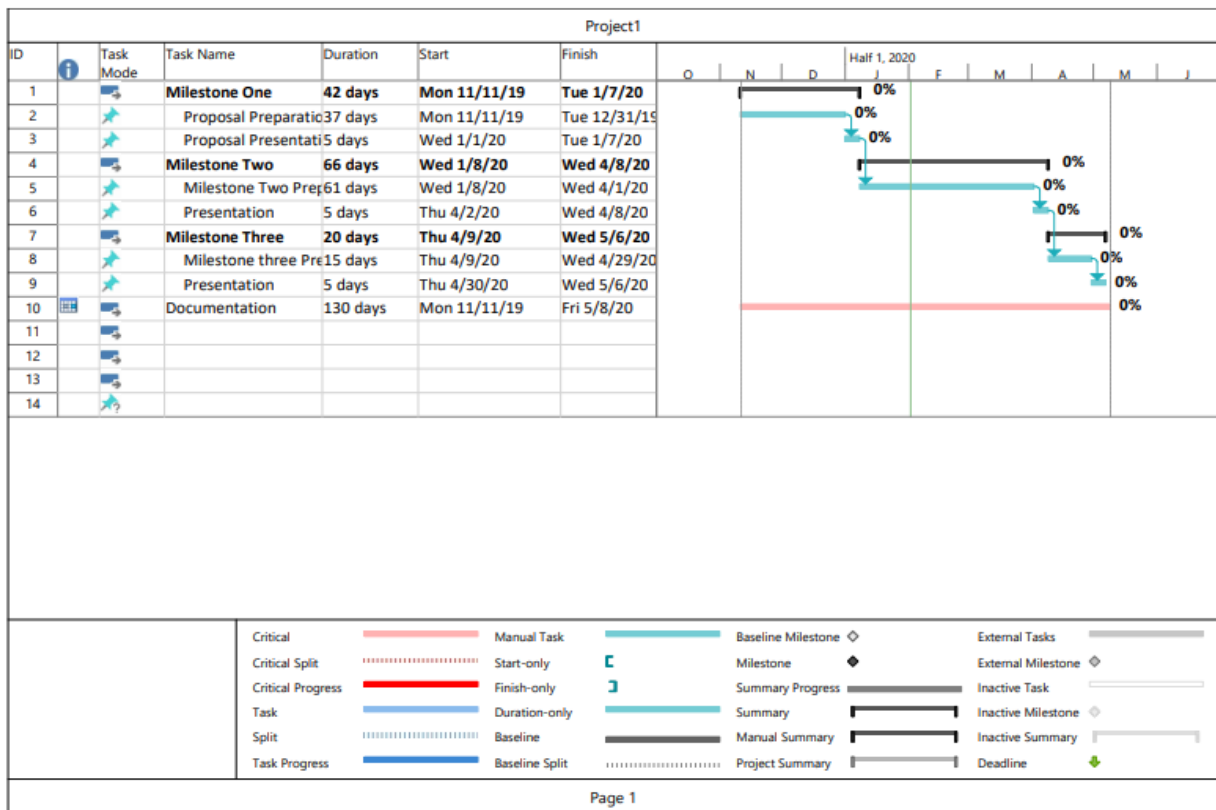 Project1
ID Task Mode Task Name Duration Start Finish
Half 1, 2020
O N D J F M A M J
1 Milestone One 42 days Mon 11/11/19 Tue 1/7/20 0%
2 Proposal Preparatic 37 days Mon 11/11/19 Tue 12/31/19 0%
3 Proposal Presentati 5 days Wed 1/1/20 Tue 1/7/20 0%
4 Milestone Two 66 days Wed 1/8/20 Wed 4/8/20 0%
5 Milestone Two Prep 61 days Wed 1/8/20 Wed 4/1/20 0%
6 Presentation 5 days Thu 4/2/20 Wed 4/8/20 0%
7 Milestone Three 20 days Thu 4/9/20 Wed 5/6/20 0%
8 Milestone three Pre 15 days Thu 4/9/20 Wed 4/29/20 0%
9 Presentation 5 days Thu 4/30/20 Wed 5/6/20 0%
10 Documentation 130 days Mon 11/11/19 Fri 5/8/20 0%
11
12
13
14
Critical Manual Task Baseline Milestone External Tasks
Critical Split Start-only Milestone External Milestone
Critical Progress Finish-only Summary Progress Inactive Task
Task Duration-only Summary Inactive Milestone
Split Baseline Manual Summary Inactive Summary
Task Progress Baseline Split Project Summary Deadline
Page 1